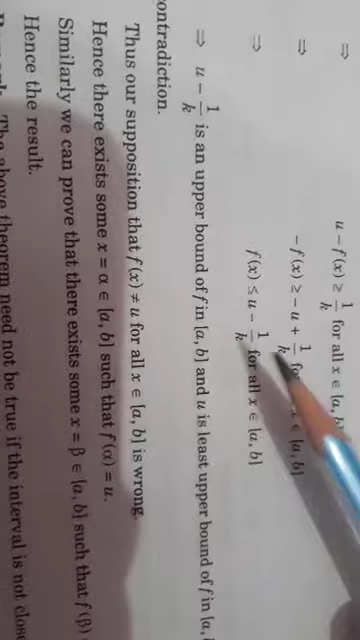 ⇒ u − f(x) ≥ 1/k for all x ∈ [a, b]
⇒ −f(x) ≥ −u + 1/k ∈ [a, b]
⇒ f(x) ≤ u − 1/k for all x ∈ [a, b]
⇒ u − 1/k is an upper bound of f in [a, b] and u is least upper bound of f in [a,
contradiction.
Thus our supposition that f(x) ≠ u for all x ∈ [a, b] is wrong.
Hence there exists some x = α ∈ [a, b] such that f(α) = u.
Similarly we can prove that there exists some x = β ∈ [a, b] such that f(β)
Hence the result.
The above theorem need not be true if the interval is not close